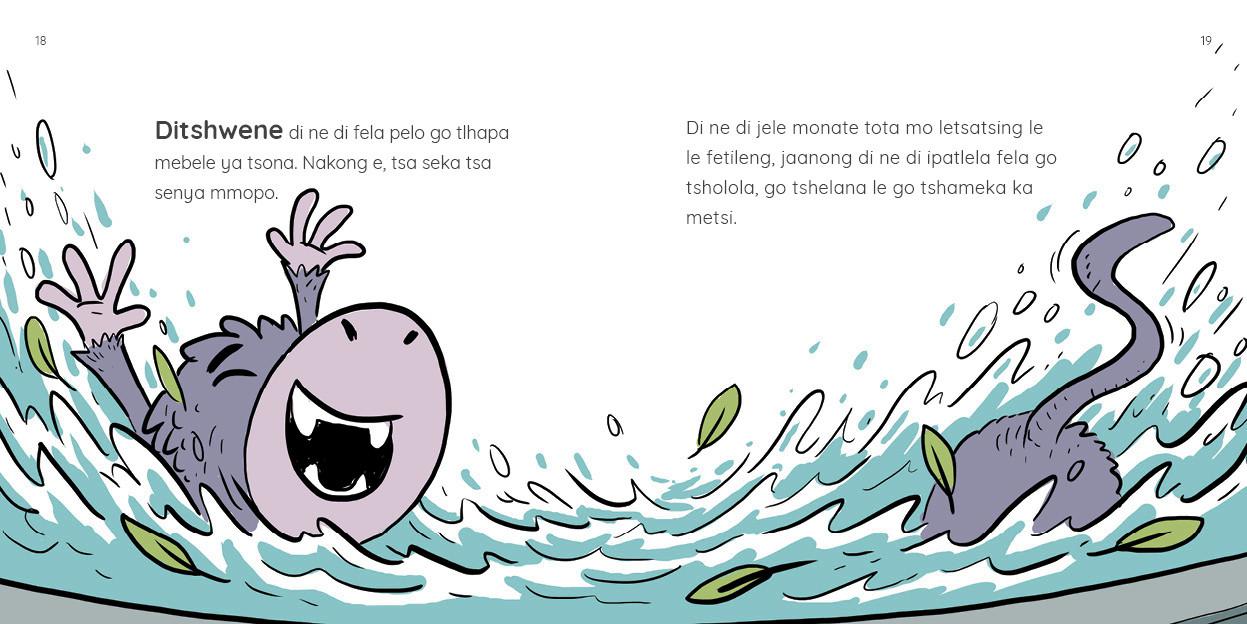 18
Ditshwene di ne di fela pelo go tlhapa
mebele ya tsona. Nakong e, tsa seka tsa
senya mmopo.
19
Di ne di jele monate tota mo letsatsing le
le fetileng, jaanong di ne di ipatlela fela go
tsholola, go tshelana le go tshameka ka
metsi.